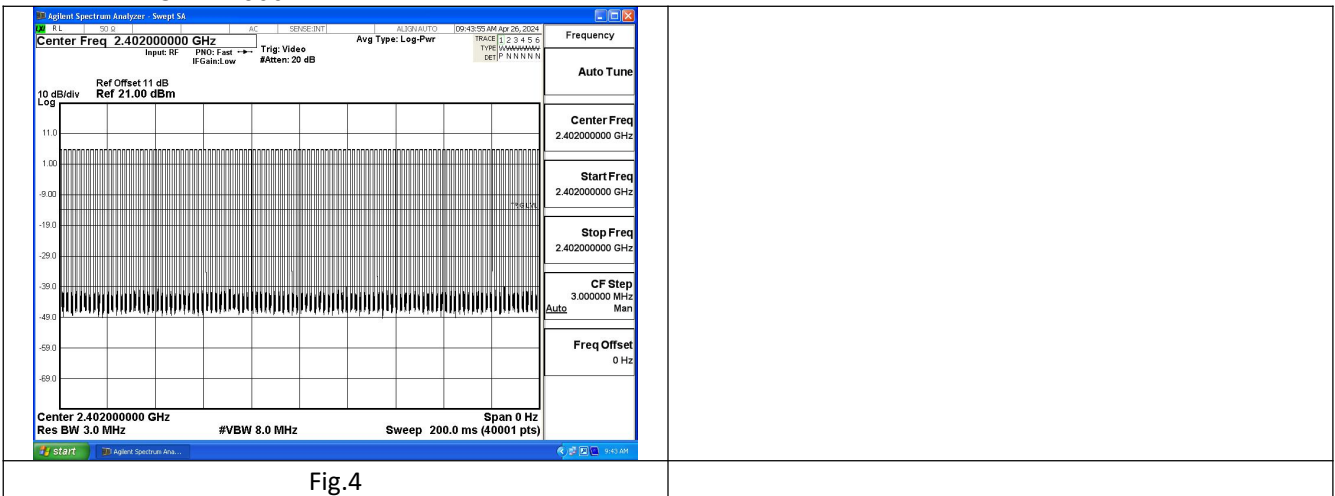 Agilent Spectrum Analyzer - Swept SA
RL 50 Ω AC SENSE:INT ALIGN AUTO 09:43:55 AM Apr 26, 2024
Center Freq 2.402000000 GHz
Input: RF PNO: Fast Trig: Video
IFGain:Low #Atten: 20 dB
Avg Type: Log-Pwr
TRACE 1 2 3 4 5 6
TYPE
DET P N N N N N
Frequency
Auto Tune
Ref Offset 11 dB
10 dB/div Ref 21.00 dBm
Log
11.0
1.00
-9.00
TRIG LVL
-19.0
-29.0
-39.0
-49.0
-59.0
-69.0
Center Freq
2.402000000 GHz
Start Freq
2.402000000 GHz
Stop Freq
2.402000000 GHz
CF Step
3.000000 MHz
Auto Man
Freq Offset
0 Hz
Center 2.402000000 GHz Span 0 Hz
Res BW 3.0 MHz #VBW 8.0 MHz Sweep 200.0 ms (40001 pts)
start Agilent Spectrum Ana... 9:43 AM
Fig.4